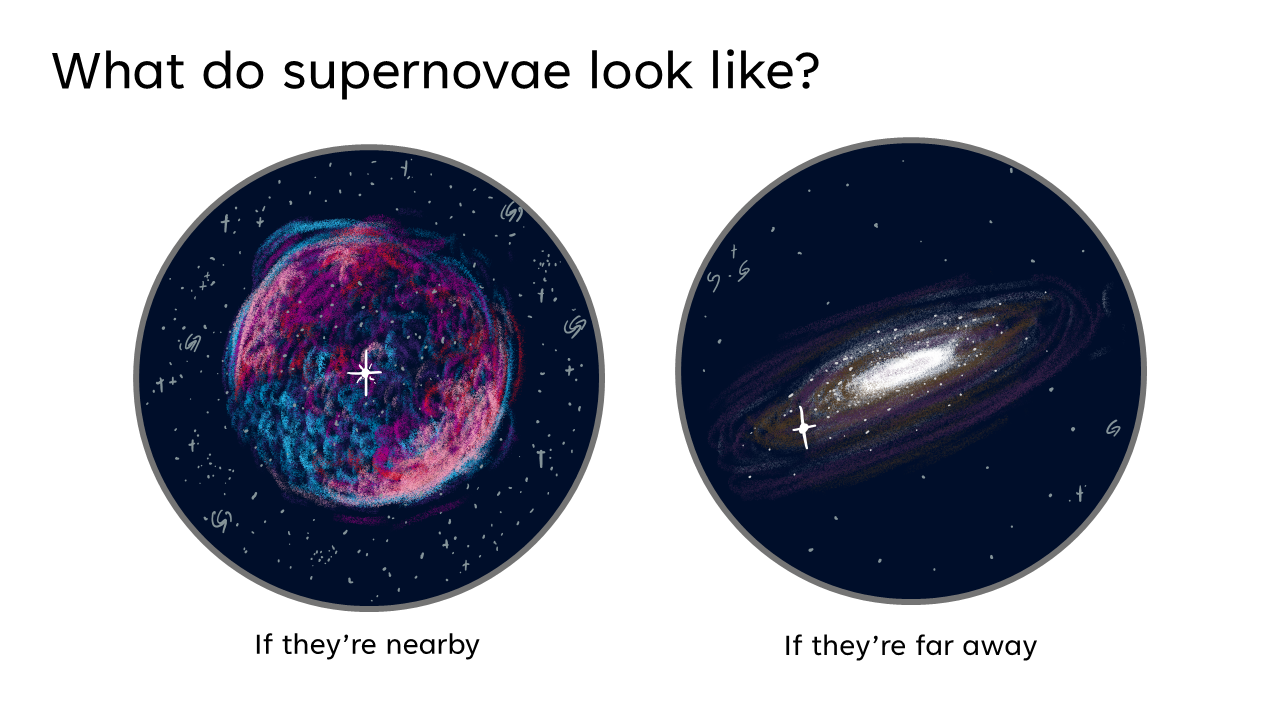 What do supernovae look like?
If they’re nearby
If they’re far away